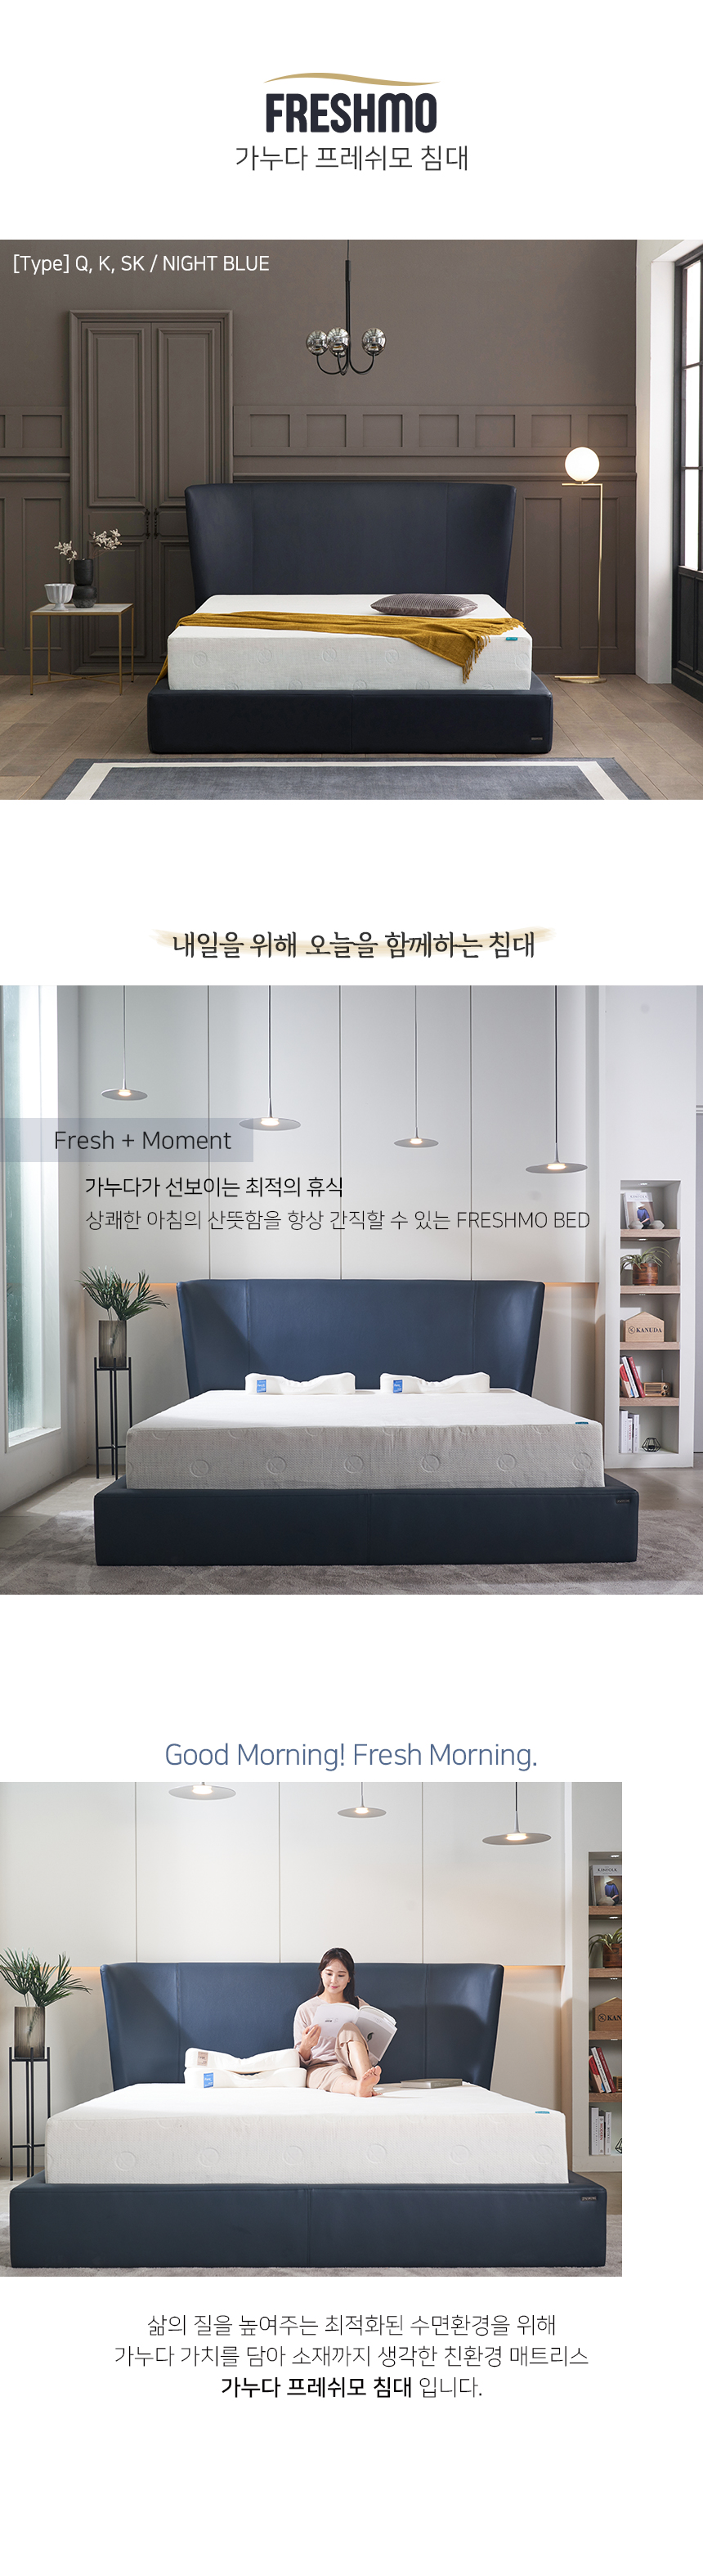 FRESHMO
가누다 프레쉬모 침대
[Type] Q, K, SK / NIGHT BLUE
내일을 위해 오늘을 함께하는 침대
Fresh + Moment
가누다가 선보이는 최적의 휴식
상쾌한 아침의 산뜻함을 항상 간직할 수 있는 FRESHMO BED
KANUDA
Good Morning! Fresh Morning.
삶의 질을 높여주는 최적화된 수면환경을 위해
가누다 가치를 담아 소재까지 생각한 친환경 매트리스
가누다 프레쉬모 침대 입니다.